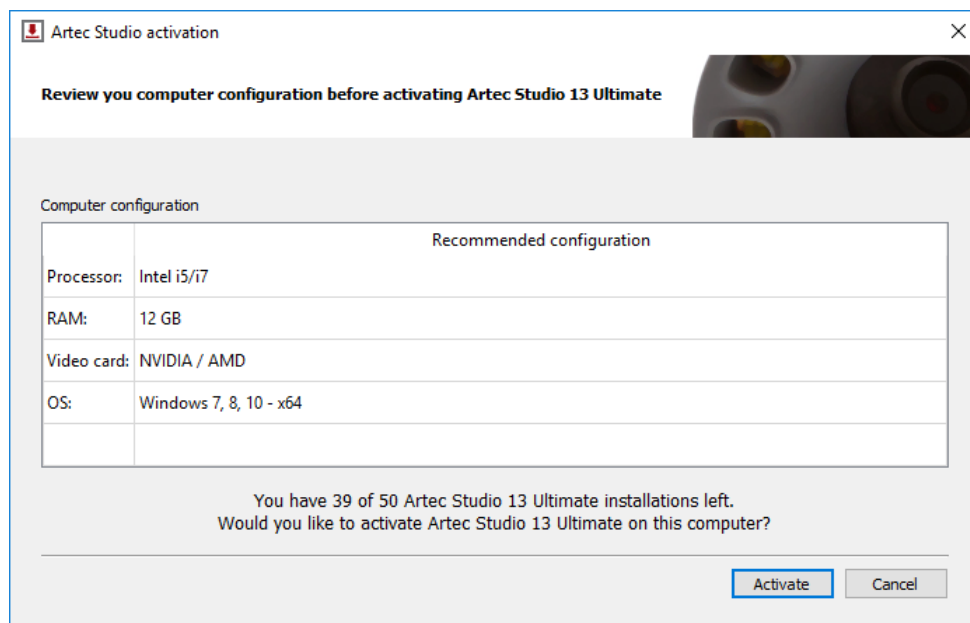 Artec Studio activation
Review you computer configuration before activating Artec Studio 13 Ultimate
Computer configuration
Recommended configuration
Processor: Intel i5/i7
RAM: 12 GB
Video card: NVIDIA / AMD
OS: Windows 7, 8, 10 - x64
You have 39 of 50 Artec Studio 13 Ultimate installations left.
Would you like to activate Artec Studio 13 Ultimate on this computer?
Activate Cancel